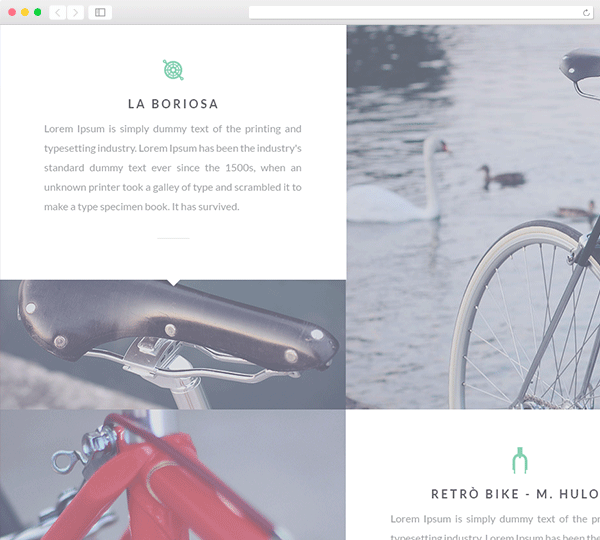 LA BORIOSA
Lorem Ipsum is simply dummy text of the printing and
typesetting industry. Lorem Ipsum has been the industry's
standard dummy text ever since the 1500s, when an
unknown printer took a galley of type and scrambled it to
make a type specimen book. It has survived.
RETRÒ BIKE - M. HULO
Lorem Ipsum is simply dummy text of the pr
typesetting industry. Lorem Ipsum has been